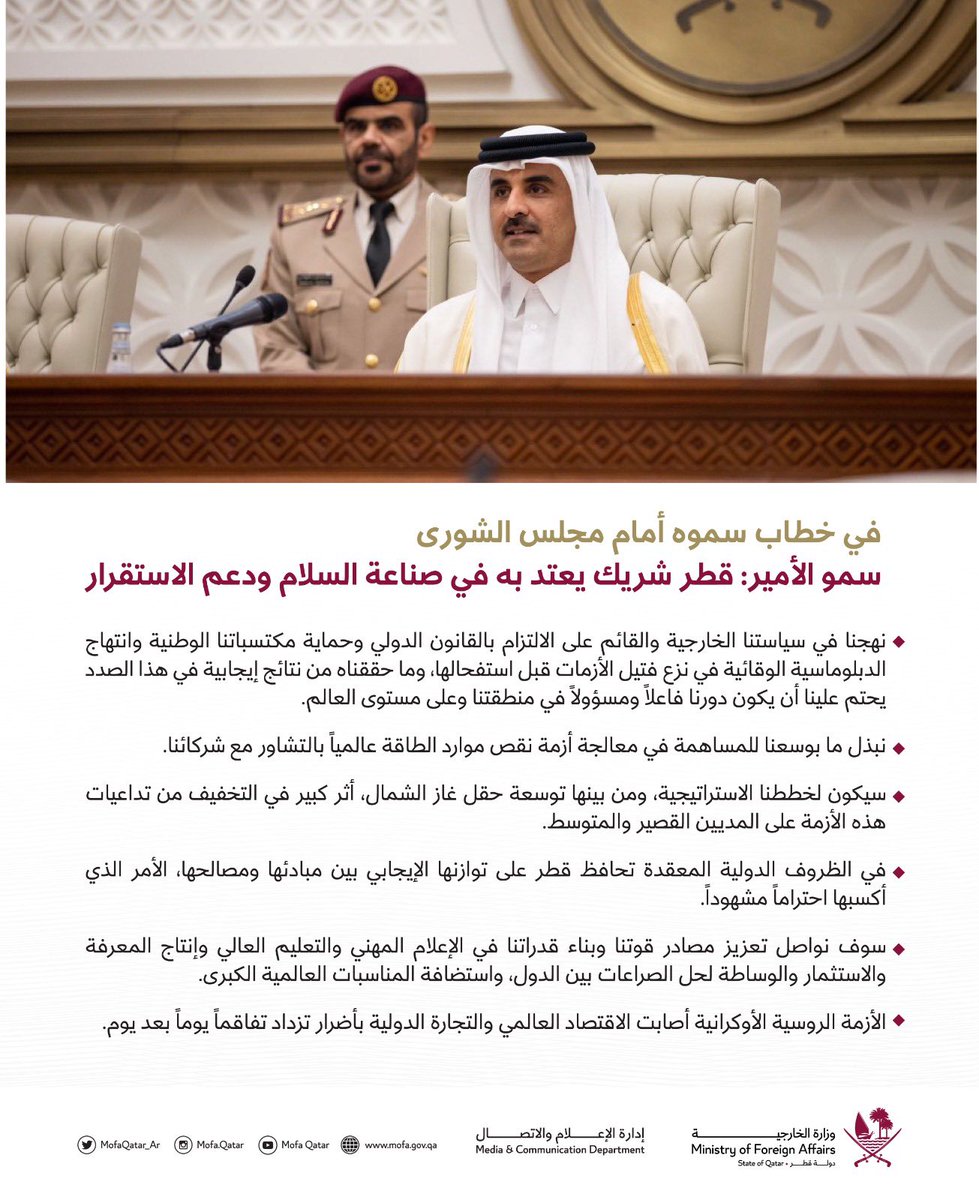 في خطاب سموه أمام مجلس الشورى
سمو الأمير: قطر شريك يعتد به في صناعة السلام ودعم الاستقرار
نهجنا في سياستنا الخارجية والقائم على الالتزام بالقانون الدولي وحماية مكتسباتنا الوطنية وانتهاج
الدبلوماسية الوقائية في نزع فتيل الأزمات قبل استفحالها، وما حققناه من نتائج إيجابية في هذا الصدد
يحتم علينا أن يكون دورنا فاعلاً ومسؤولاً في منطقتنا وعلى مستوى العالم.
نبذل ما بوسعنا للمساهمة في معالجة أزمة نقص موارد الطاقة عالمياً بالتشاور مع شركائنا.
سيكون لخططنا الاستراتيجية، ومن بينها توسعة حقل غاز الشمال، أثر كبير في التخفيف من تداعيات
هذه الأزمة على المديين القصير والمتوسط.
في الظروف الدولية المعقدة تحافظ قطر على توازنها الإيجابي بين مبادئها ومصالحها، الأمر الذي
أكسبها احتراماً مشهوداً.
سوف نواصل تعزيز مصادر قوتنا وبناء قدراتنا في الإعلام المهني والتعليم العالي وإنتاج المعرفة
والاستثمار والوساطة لحل الصراعات بين الدول، واستضافة المناسبات العالمية الكبرى.
الأزمة الروسية الأوكرانية أصابت الاقتصاد العالمي والتجارة الدولية بأضرار تزداد تفاقماً يوماً بعد يوم.
MofaQatar_Ar Mofa.Qatar Mofa Qatar www.mofa.gov.qa
إدارة الإعـــلام والاتصـــال
Media & Communication Department
وزارة الخارجيـــة
Ministry of Foreign Affairs
State of Qatar • دولـة قـطـر